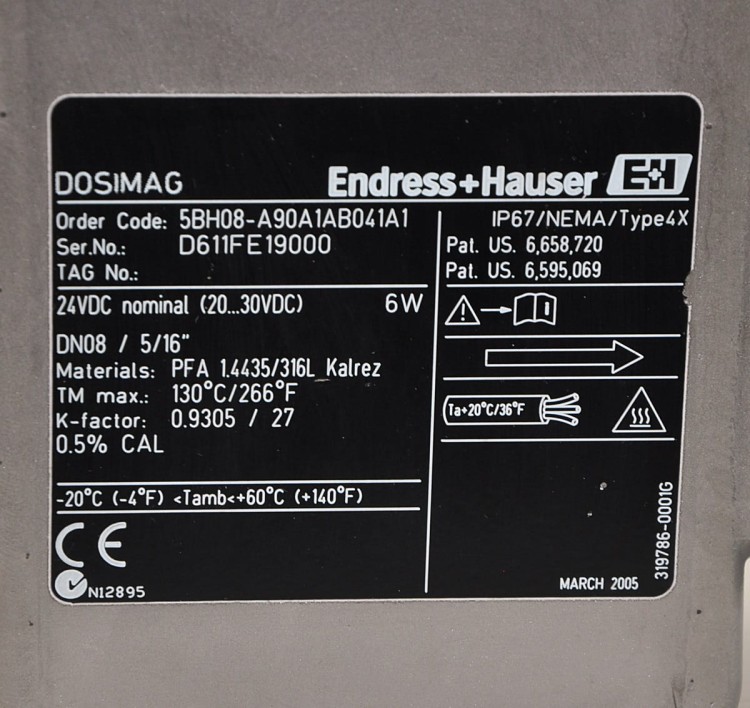 DOSIMAG
Endress+Hauser E+H
Order Code: 5BH08-A90A1AB041A1
Ser.No.: D611FE19000
TAG No.:
IP67/NEMA/Type4X
Pat. US. 6,658,720
Pat. US. 6,595,069
24VDC nominal (20...30VDC) 6W
DN08 / 5/16"
Materials: PFA 1.4435/316L Kalrez
TM max.: 130°C/266°F
K-factor: 0.9305 / 27
0.5% CAL
Ta+20°C/36°F
-20°C (-4°F) <Tamb<+60°C (+140°F)
CE
N12895
MARCH 2005
319786-0001G